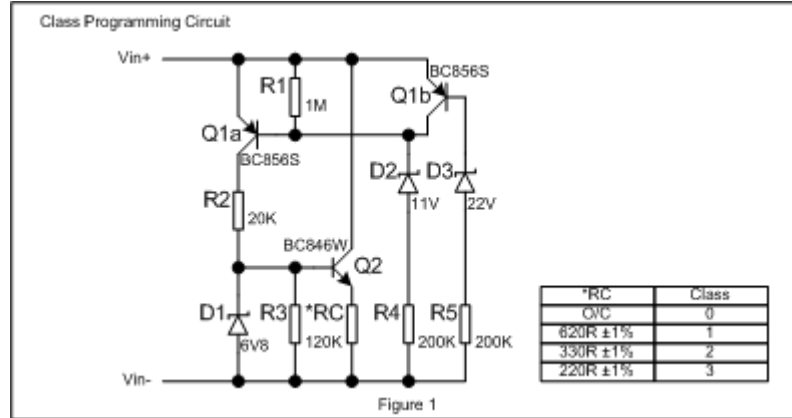 Class Programming Circuit
Vin+
R1
1M
BC856S
Q1b
Q1a
BC856S
D2
D3
11V
22V
R2
20K
BC846W
Q2
D1
6V8
R3
120K
*RC
R4
200K
R5
200K
Vin-
*RC Class
O/C 0
620R ±1% 1
330R ±1% 2
220R ±1% 3
Figure 1